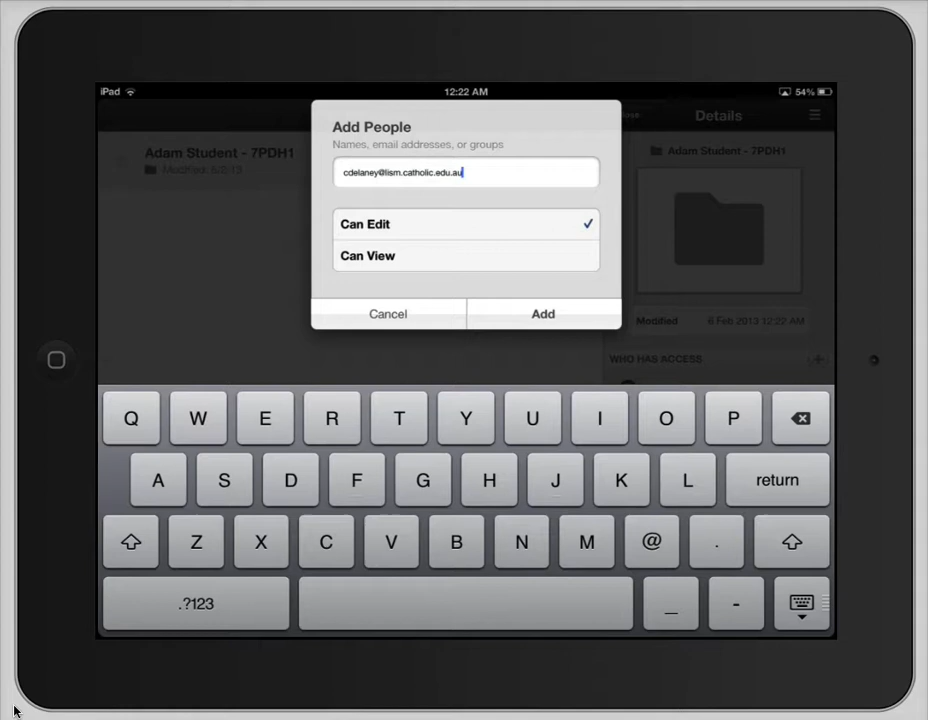 iPad 12:22 AM 54%
Add People
Names, email addresses, or groups
cdelaney@lism.catholic.edu.au
Can Edit
Can View
Cancel Add
Details
Adam Student - 7PDH1
Modified: 6/2/13
Adam Student - 7PDH1
Modified 6 Feb 2013 12:22 AM
WHO HAS ACCESS
Q W E R T Y U I O P
A S D F G H J K L return
Z X C V B N M @ .
.?123 _ -